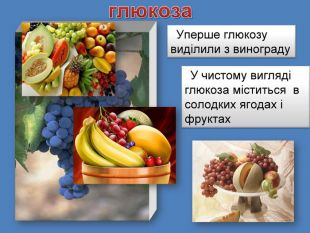 глюкоза
Уперше глюкозу
виділили з винограду
У чистому вигляді
глюкоза міститься в
солодких ягодах і
фруктах